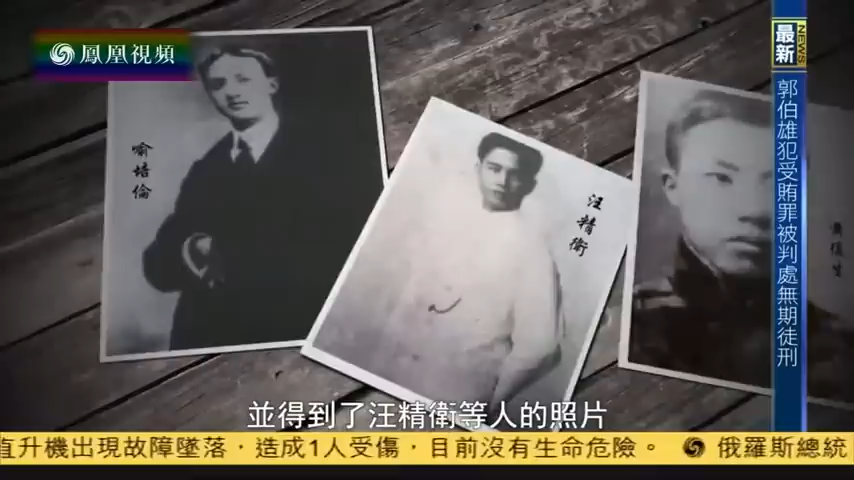 鳳凰視頻
NEWS
最新
郭伯雄犯受賄罪被判處無期徒刑
喻培倫
汪精衛
黃復生
並得到了汪精衛等人的照片
直升機出現故障墜落，造成1人受傷，目前沒有生命危險。 俄羅斯總統